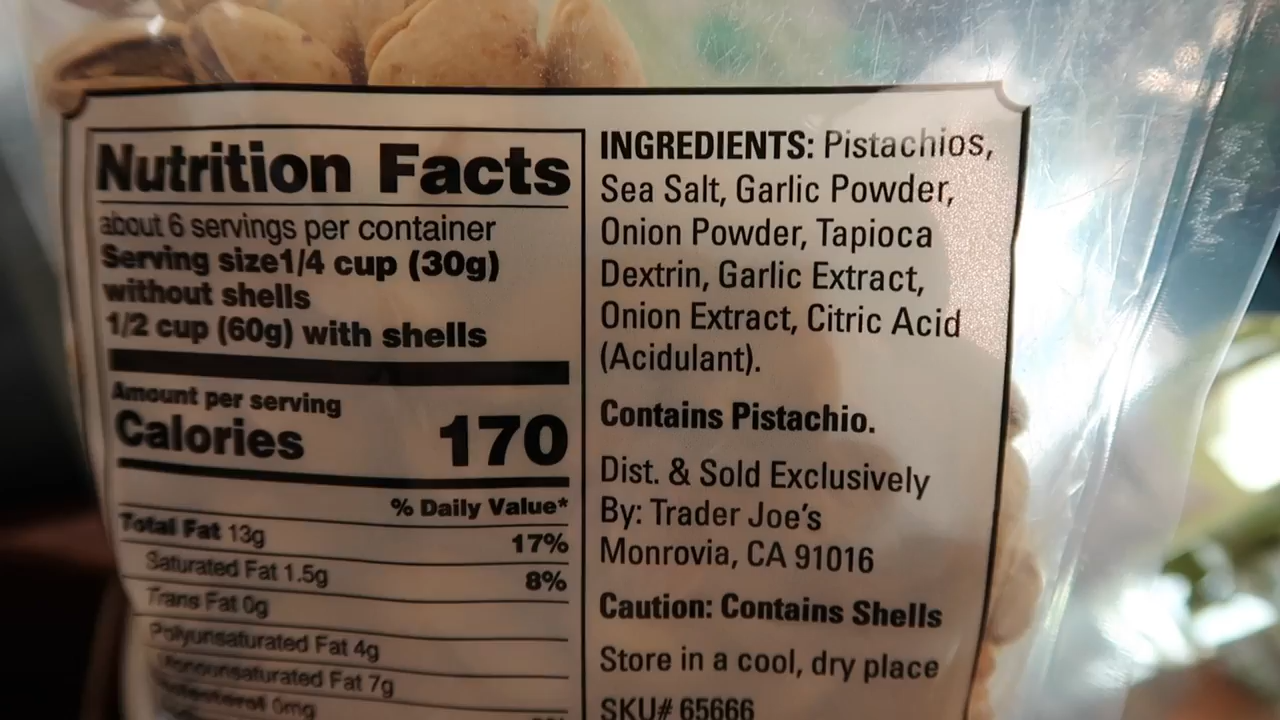 Nutrition Facts
about 6 servings per container
Serving size1/4 cup (30g)
without shells
1/2 cup (60g) with shells
Amount per serving
Calories 170
% Daily Value*
Total Fat 13g 17%
Saturated Fat 1.5g 8%
Trans Fat 0g
Polyunsaturated Fat 4g
Monounsaturated Fat 7g
Cholesterol 0mg
INGREDIENTS: Pistachios,
Sea Salt, Garlic Powder,
Onion Powder, Tapioca
Dextrin, Garlic Extract,
Onion Extract, Citric Acid
(Acidulant).
Contains Pistachio.
Dist. & Sold Exclusively
By: Trader Joe's
Monrovia, CA 91016
Caution: Contains Shells
Store in a cool, dry place
SKU# 65666